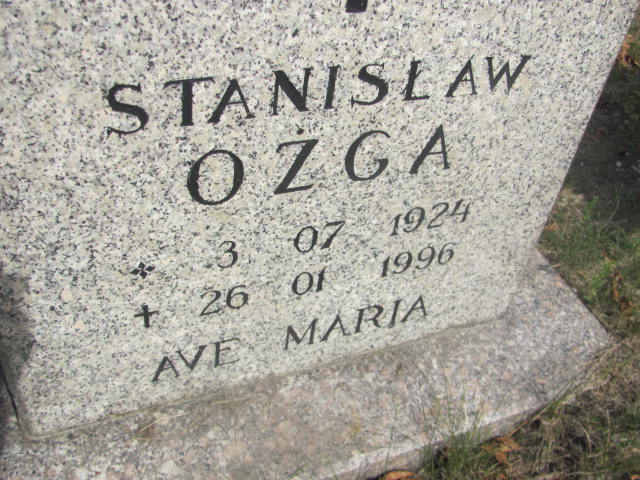 STANISŁAW
OŻGA
3 07 1924
26 01 1996
AVE MARIA